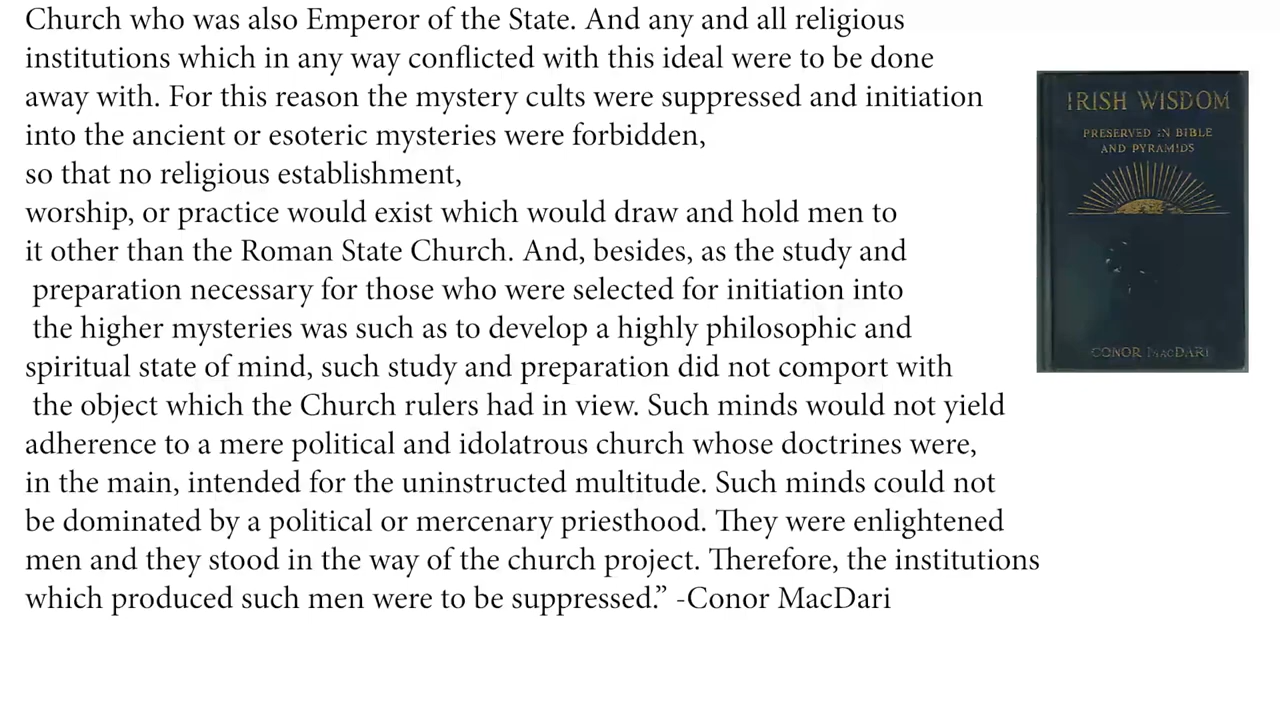 Church who was also Emperor of the State. And any and all religious
institutions which in any way conflicted with this ideal were to be done
away with. For this reason the mystery cults were suppressed and initiation
into the ancient or esoteric mysteries were forbidden,
so that no religious establishment,
worship, or practice would exist which would draw and hold men to
it other than the Roman State Church. And, besides, as the study and
preparation necessary for those who were selected for initiation into
the higher mysteries was such as to develop a highly philosophic and
spiritual state of mind, such study and preparation did not comport with
the object which the Church rulers had in view. Such minds would not yield
adherence to a mere political and idolatrous church whose doctrines were,
in the main, intended for the uninstructed multitude. Such minds could not
be dominated by a political or mercenary priesthood. They were enlightened
men and they stood in the way of the church project. Therefore, the institutions
which produced such men were to be suppressed.” -Conor MacDari
IRISH WISDOM
PRESERVED IN BIBLE
AND PYRAMIDS
CONOR MacDARI